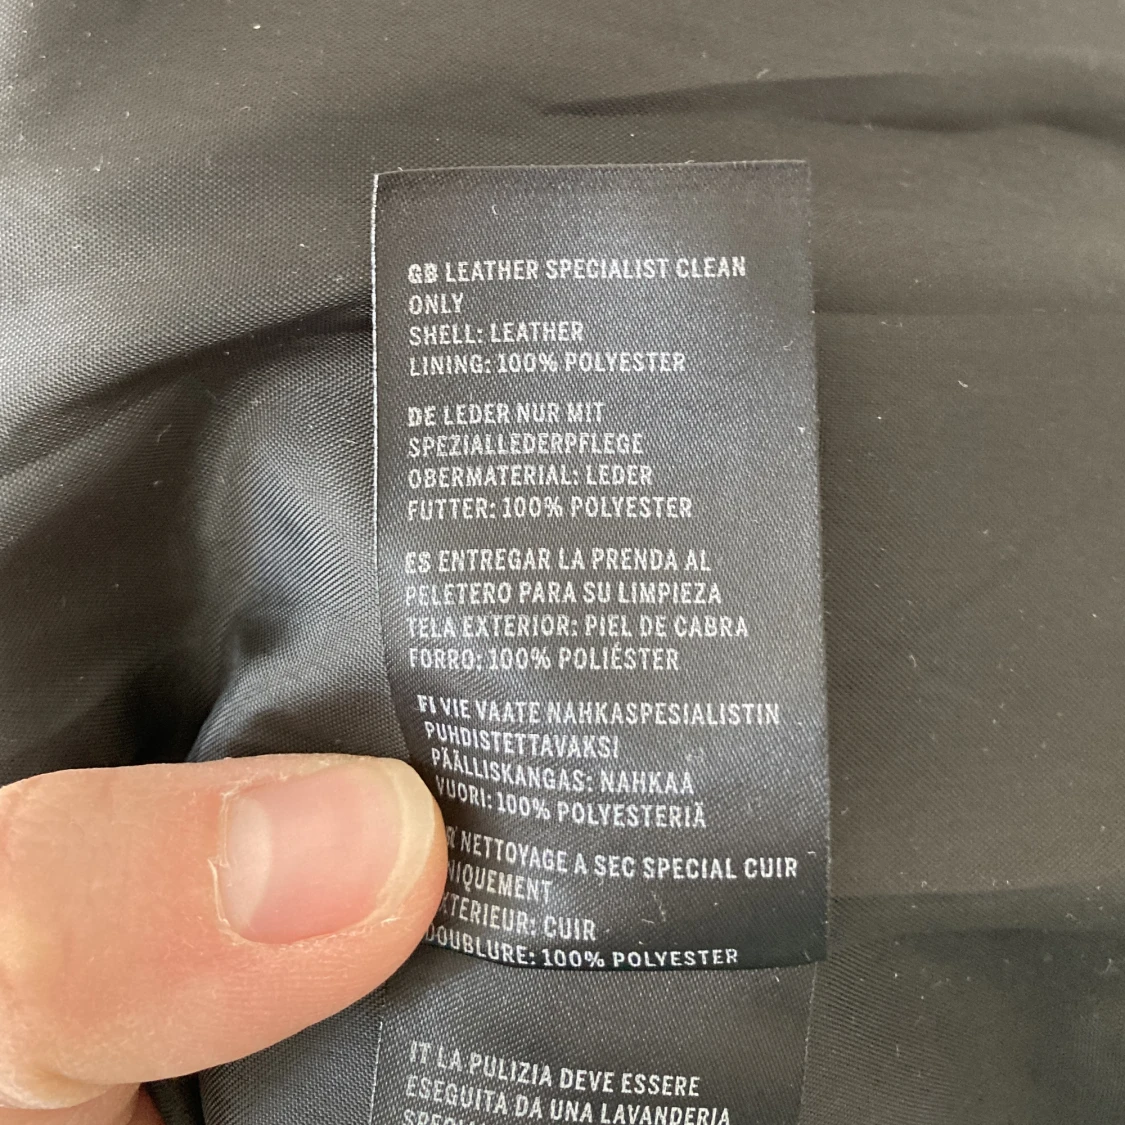 GB LEATHER SPECIALIST CLEAN
ONLY
SHELL: LEATHER
LINING: 100% POLYESTER
DE LEDER NUR MIT
SPEZIALLEDERPFLEGE
OBERMATERIAL: LEDER
FUTTER: 100% POLYESTER
ES ENTREGAR LA PRENDA AL
PELETERO PARA SU LIMPIEZA
TELA EXTERIOR: PIEL DE CABRA
FORRO: 100% POLIÉSTER
FI VIE VAATE NAHKASPESIALISTIN
PUHDISTETTAVAKSI
PÄÄLLISKANGAS: NAHKAA
VUORI: 100% POLYESTERIÄ
NETTOYAGE A SEC SPECIAL CUIR
NIQUEMENT
XTERIEUR: CUIR
DOUBLURE: 100% POLYESTER
IT LA PULIZIA DEVE ESSERE
ESEGUITA DA UNA LAVANDERIA